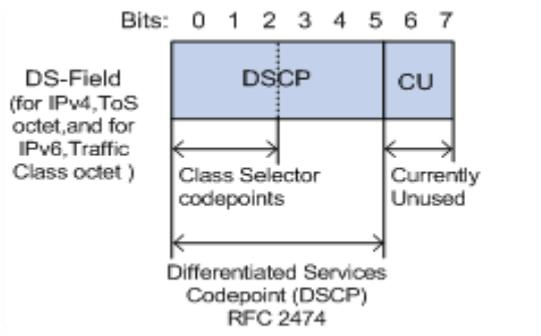 Bits: 0 1 2 3 4 5 6 7
DS-Field
(for IPv4,ToS
octet,and for
IPv6,Traffic
Class octet )
DSCP
CU
Class Selector
codepoints
Currently
Unused
Differentiated Services
Codepoint (DSCP)
RFC 2474